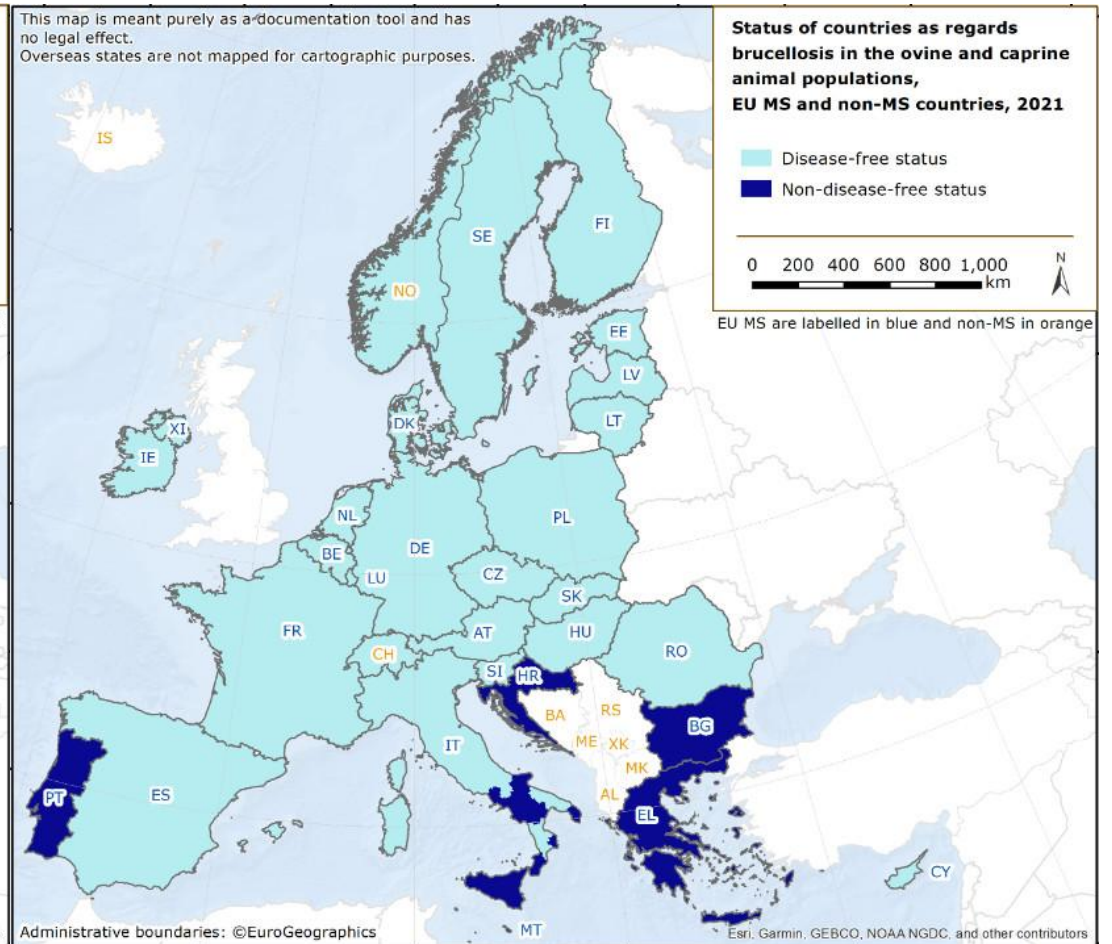 This map is meant purely as a documentation tool and has
no legal effect.
Overseas states are not mapped for cartographic purposes.
Status of countries as regards
brucellosis in the ovine and caprine
animal populations,
EU MS and non-MS countries, 2021
Disease-free status
Non-disease-free status
0 200 400 600 800 1,000
km
N
EU MS are labelled in blue and non-MS in orange
IS
FI
SE
NO
EE
LV
DK
LT
XI
IE
NL
PL
DE
BE
CZ
LU
SK
FR
AT
HU
CH
RO
SI
HR
BA
RS
BG
ME
XK
IT
MK
PT
ES
AL
EL
CY
MT
Administrative boundaries: ©EuroGeographics
Esri, Garmin, GEBCO, NOAA NGDC, and other contributors